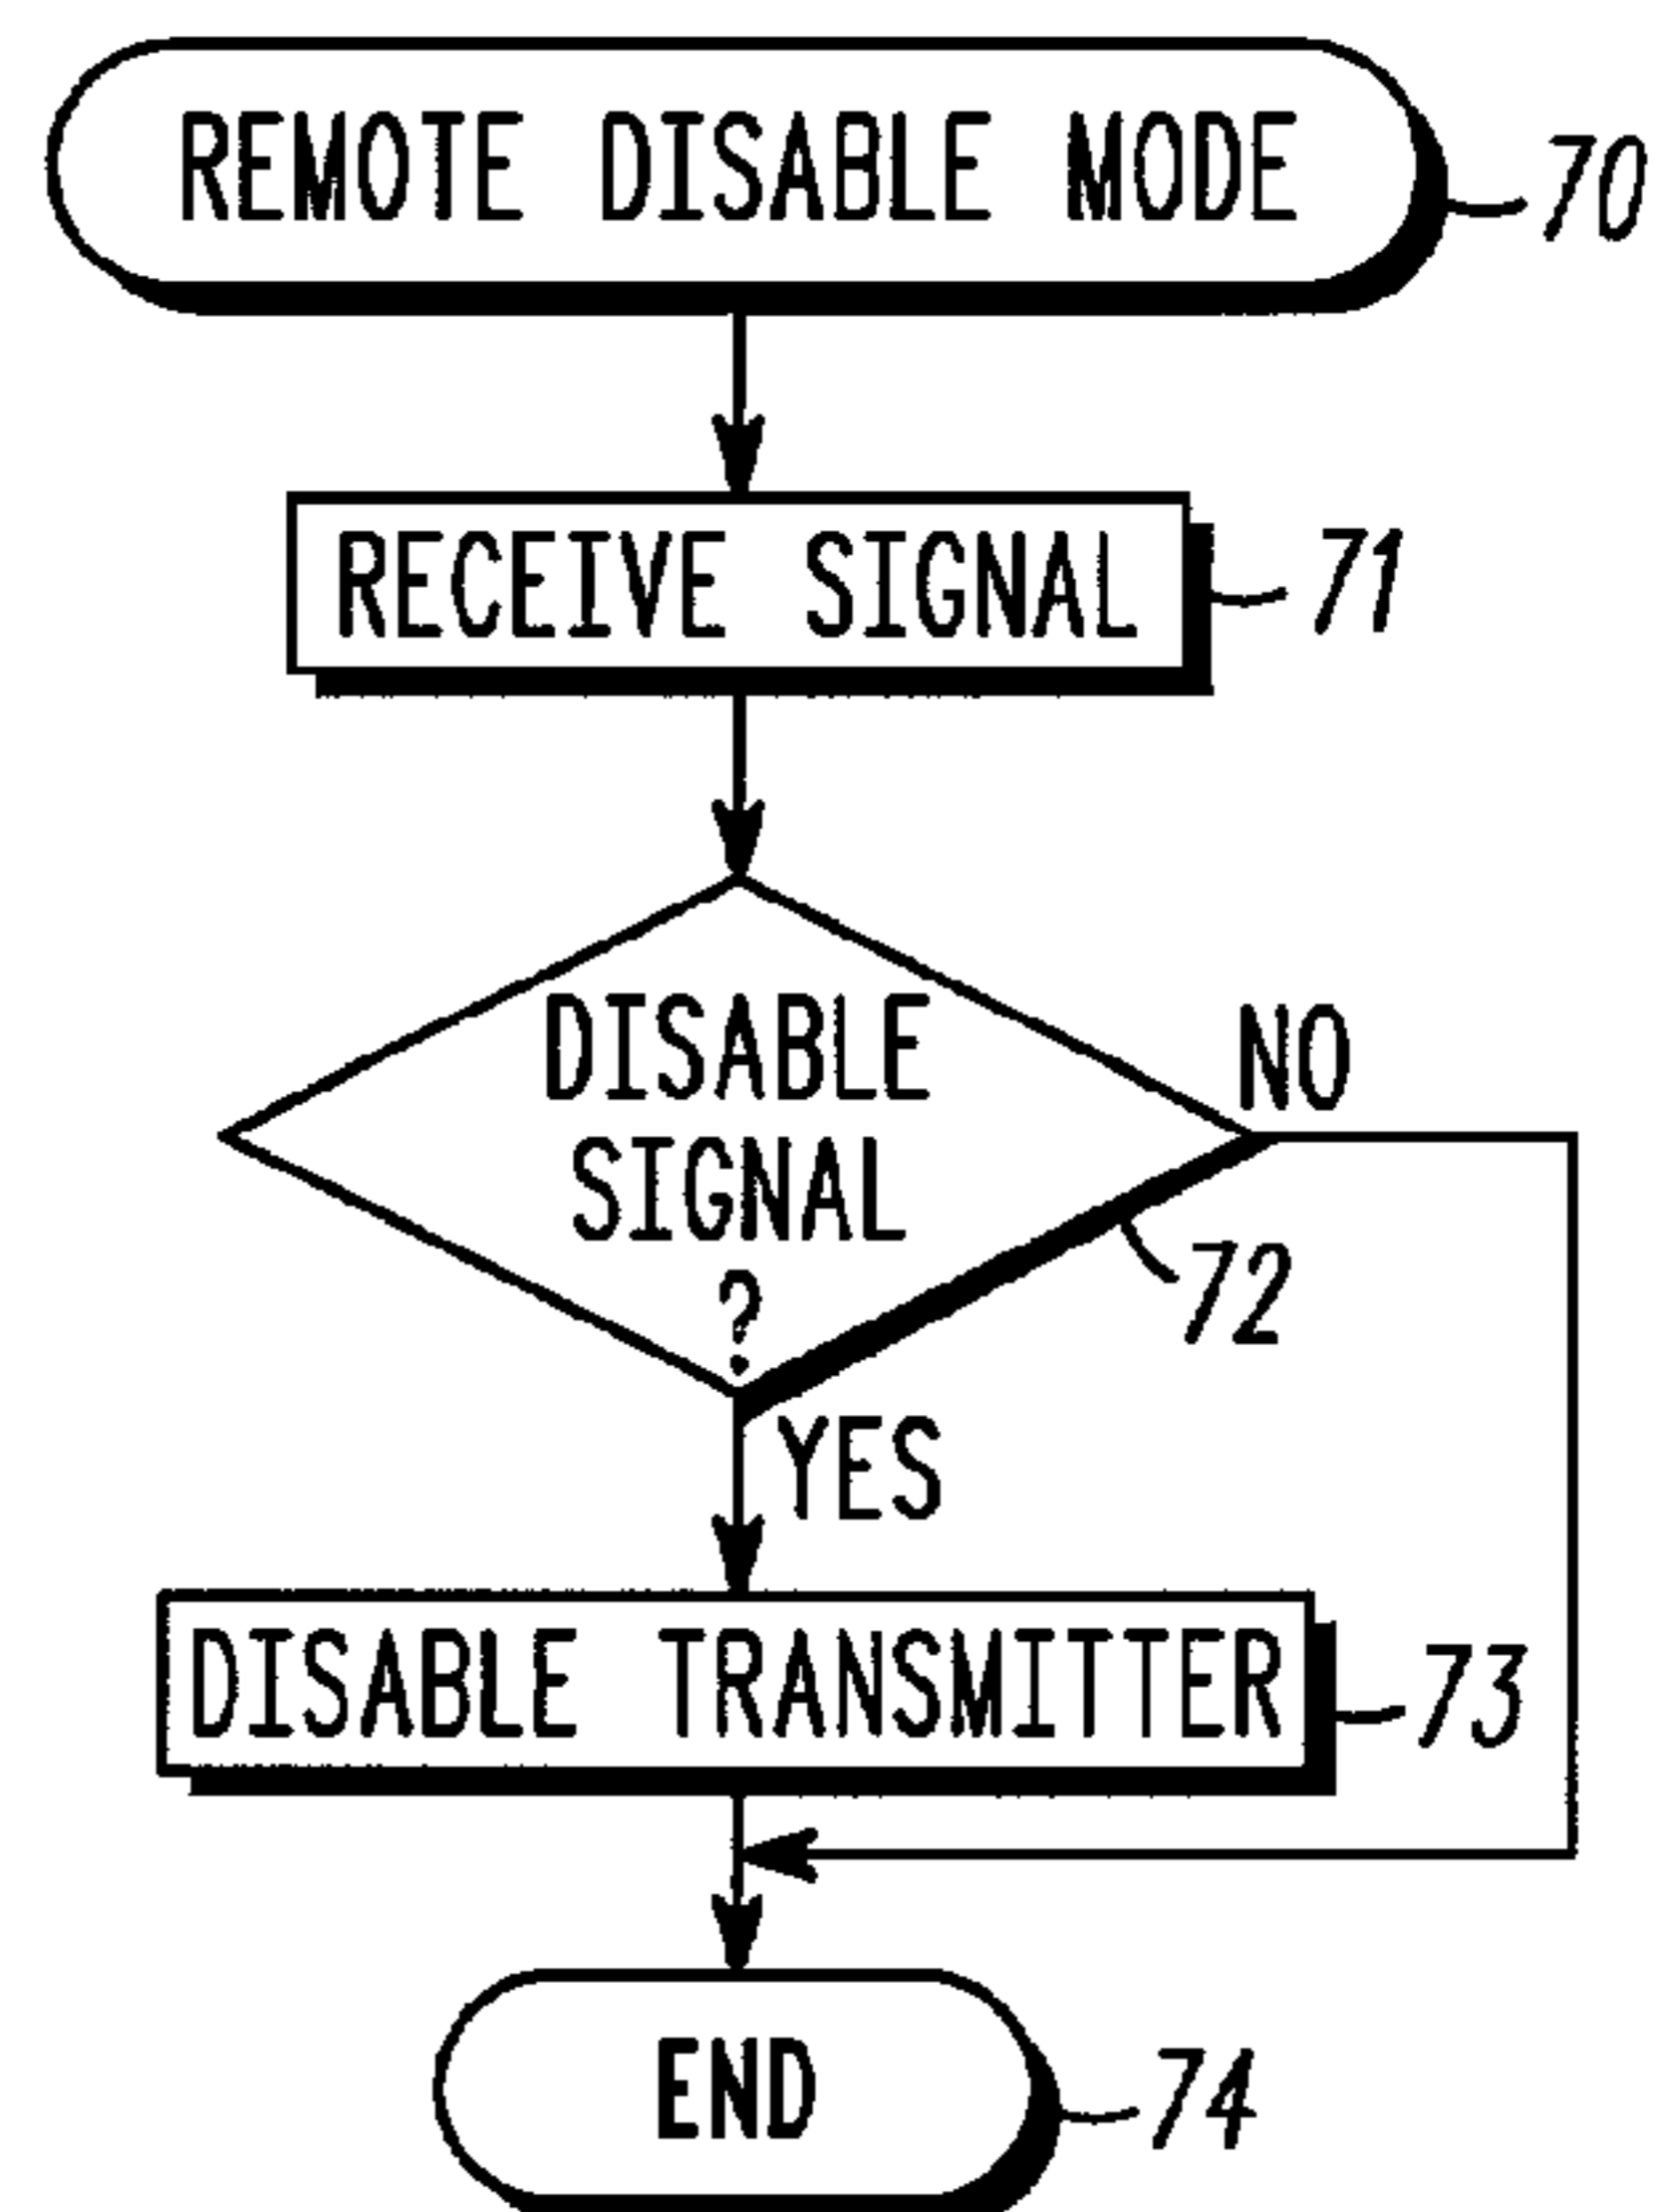 REMOTE DISABLE MODE
70
RECEIVE SIGNAL
71
DISABLE
SIGNAL
?
NO
72
YES
DISABLE TRANSMITTER
73
END
74